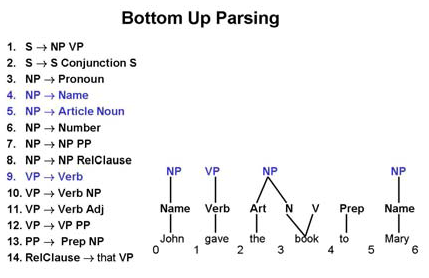 Bottom Up Parsing
1. S → NP VP
2. S → S Conjunction S
3. NP → Pronoun
4. NP → Name
5. NP → Article Noun
6. NP → Number
7. NP → NP PP
8. NP → NP RelClause
9. VP → Verb
10. VP → Verb NP
11. VP → Verb Adj
12. VP → VP PP
13. PP → Prep NP
14. RelClause → that VP
NP VP NP NP
Name Verb Art N V Prep Name
John gave the book to Mary
0 1 2 3 4 5 6